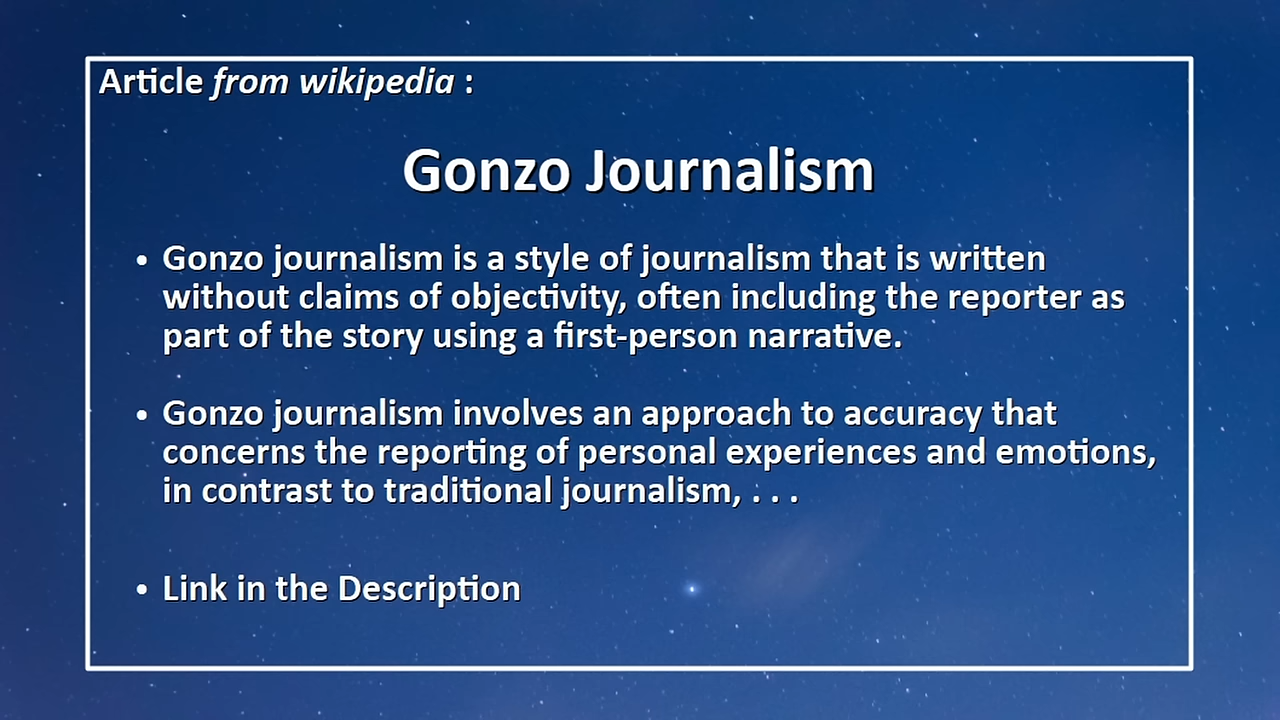 Article from wikipedia :
Gonzo Journalism
• Gonzo journalism is a style of journalism that is written
without claims of objectivity, often including the reporter as
part of the story using a first-person narrative.
• Gonzo journalism involves an approach to accuracy that
concerns the reporting of personal experiences and emotions,
in contrast to traditional journalism, . . .
• Link in the Description